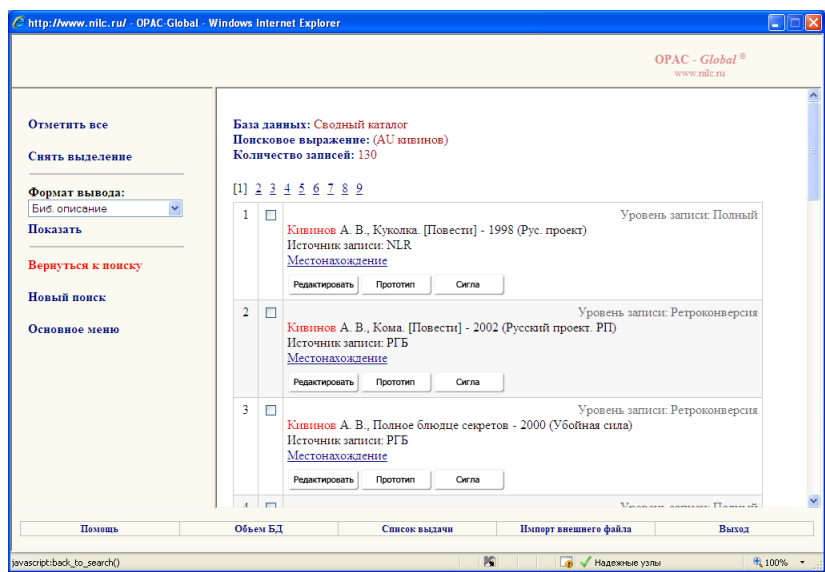 http://www.nilc.ru/ - OPAC-Global - Windows Internet Explorer
OPAC - Global ®
www.nilc.ru
Отметить все
Снять выделение
Формат вывода:
Биб. описание
Показать
Вернуться к поиску
Новый поиск
Основное меню
База данных: Сводный каталог
Поисковое выражение: (AU кивинов)
Количество записей: 130
[1] 2 3 4 5 6 7 8 9
1 Уровень записи: Полный
Кивинов А. В., Куколка. [Повести] - 1998 (Рус. проект)
Источник записи: NLR
Местонахождение
Редактировать Прототип Сигла
2 Уровень записи: Ретроконверсия
Кивинов А. В., Кома. [Повести] - 2002 (Русский проект. РП)
Источник записи: РГБ
Местонахождение
Редактировать Прототип Сигла
3 Уровень записи: Ретроконверсия
Кивинов А. В., Полное блюдце секретов - 2000 (Убойная сила)
Источник записи: РГБ
Местонахождение
Редактировать Прототип Сигла
4 Уровень записи: Полный
Помощь Объем БД Список выдачи Импорт внешнего файла Выход
javascript:back_to_search() Надежные узлы 100%